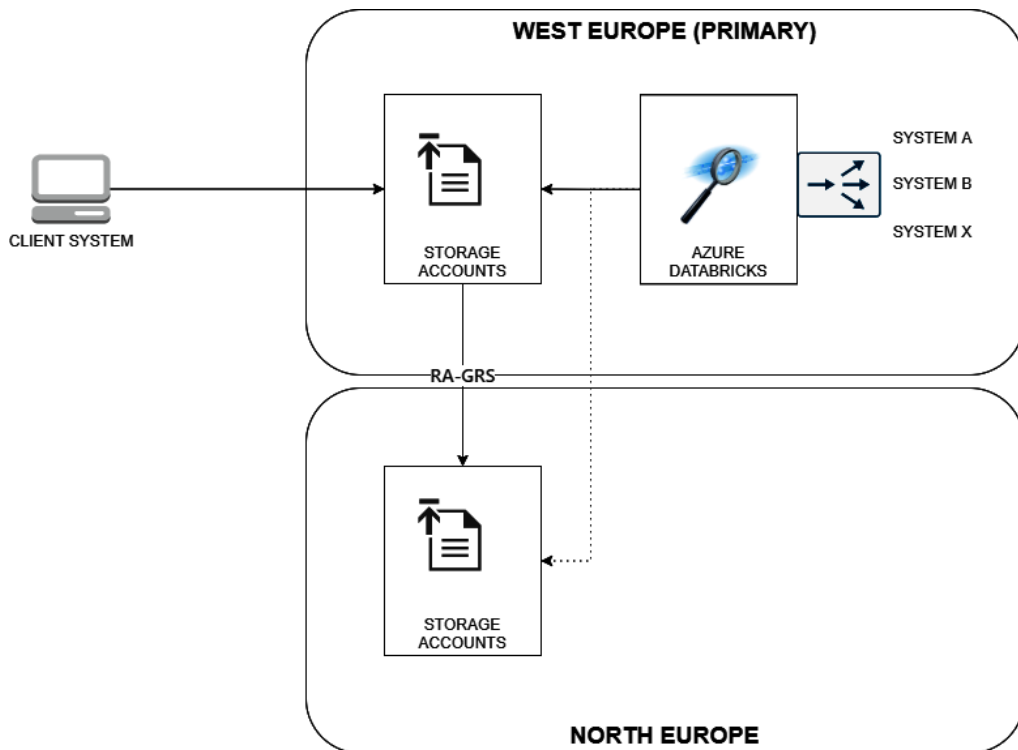 WEST EUROPE (PRIMARY)
SYSTEM A
SYSTEM B
SYSTEM X
CLIENT SYSTEM
STORAGE
ACCOUNTS
AZURE
DATABRICKS
RA-GRS
STORAGE
ACCOUNTS
NORTH EUROPE